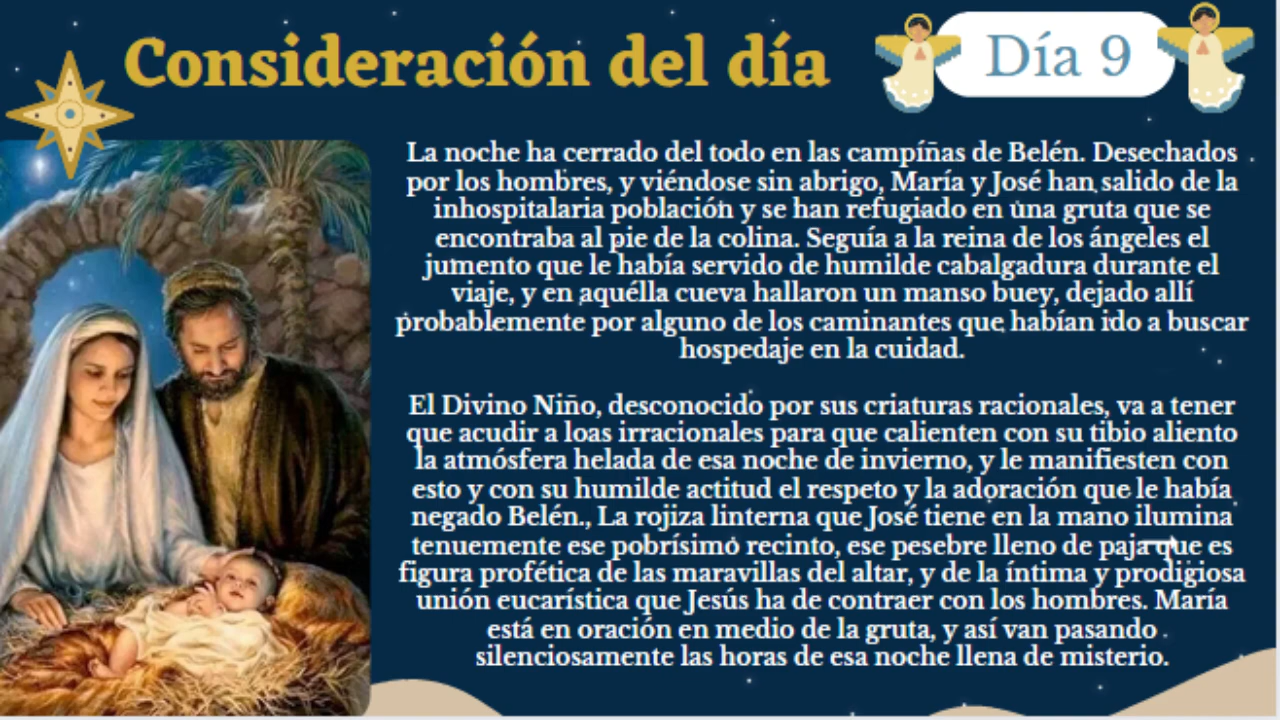 Consideración del día
Día 9
La noche ha cerrado del todo en las campíñas de Belén. Desechados
por los hombres, y viéndose sin abrigo, María y José han salido de la
inhospitalaria población y se han refugiado en una gruta que se
encontraba al pie de la colina. Seguía a la reina de los ángeles el
jumento que le había servido de humilde cabalgadura durante el
viaje, y en aquélla cueva hallaron un manso buey, dejado allí
probablemente por alguno de los caminantes que habían ido a buscar
hospedaje en la cuidad.
El Divino Niño, desconocido por sus criaturas racionales, va a tener
que acudir a loas irracionales para que calienten con su tibio aliento
la atmósfera helada de esa noche de invierno, y le manifiesten con
esto y con su humilde actitud el respeto y la adoración que le había
negado Belén., La rojiza linterna que José tiene en la mano ilumina
tenuemente ese pobrísimo recinto, ese pesebre lleno de paja que es
figura profética de las maravillas del altar, y de la íntima y prodigiosa
unión eucarística que Jesús ha de contraer con los hombres. María
está en oración en medio de la gruta, y así van pasando
silenciosamente las horas de esa noche llena de misterio.